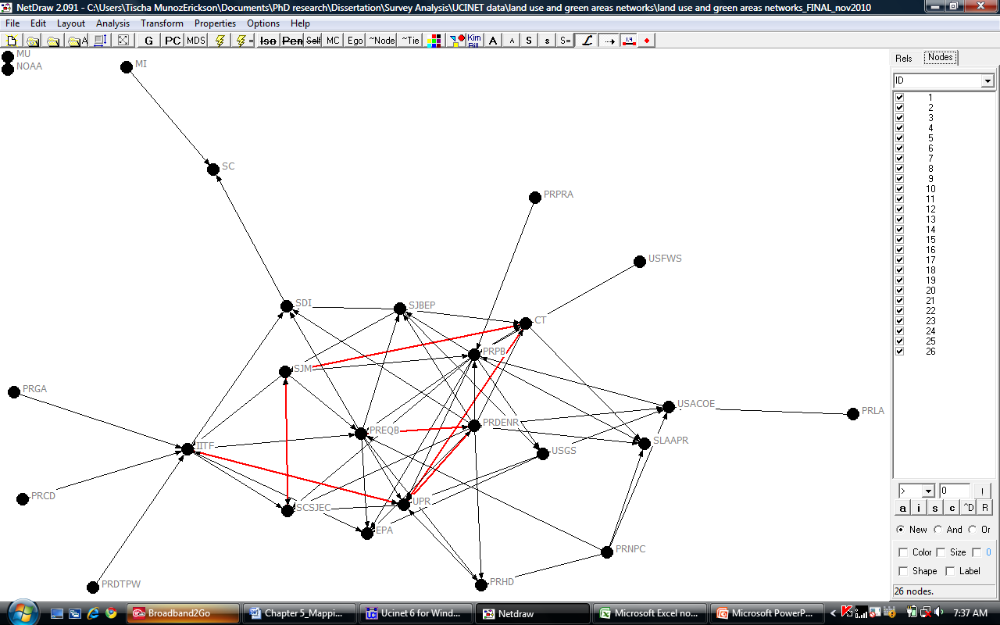 NetDraw 2.091 - C:\Users\Tischa MunozErickson\Documents\PhD research\Dissertation\Survey Analysis\UCINET data\land use and green areas networks\land use and green areas networks_FINAL_nov2010
File Edit Layout Analysis Transform Properties Options Help
A G PC MDS = Iso Pen Self MC Ego ~Node ~Tie Kim Bill A A S s S= L 1.4
Rels Nodes
ID
1
2
3
4
5
6
7
8
9
10
11
12
13
14
15
16
17
18
19
20
21
22
23
24
25
26
MU
NOAA
MI
SC
PRPRA
USFWS
SDI
SJBEP
CT
PRPB
SJM
PRGA
USACOE
PRLA
PREQB
PRDENR
IITF
USGS
SLAAPR
PRCD
SCSJEC
UPR
EPA
PRNPC
PRDTPW
PRHD
> 0 !
a i s c ^D R
New And Or
Color Size 0
Shape Label
26 nodes.
Broadband2Go Chapter 5_Mappi... Ucinet 6 for Wind... Netdraw Microsoft Excel no... Microsoft PowerP... < 7:37 AM